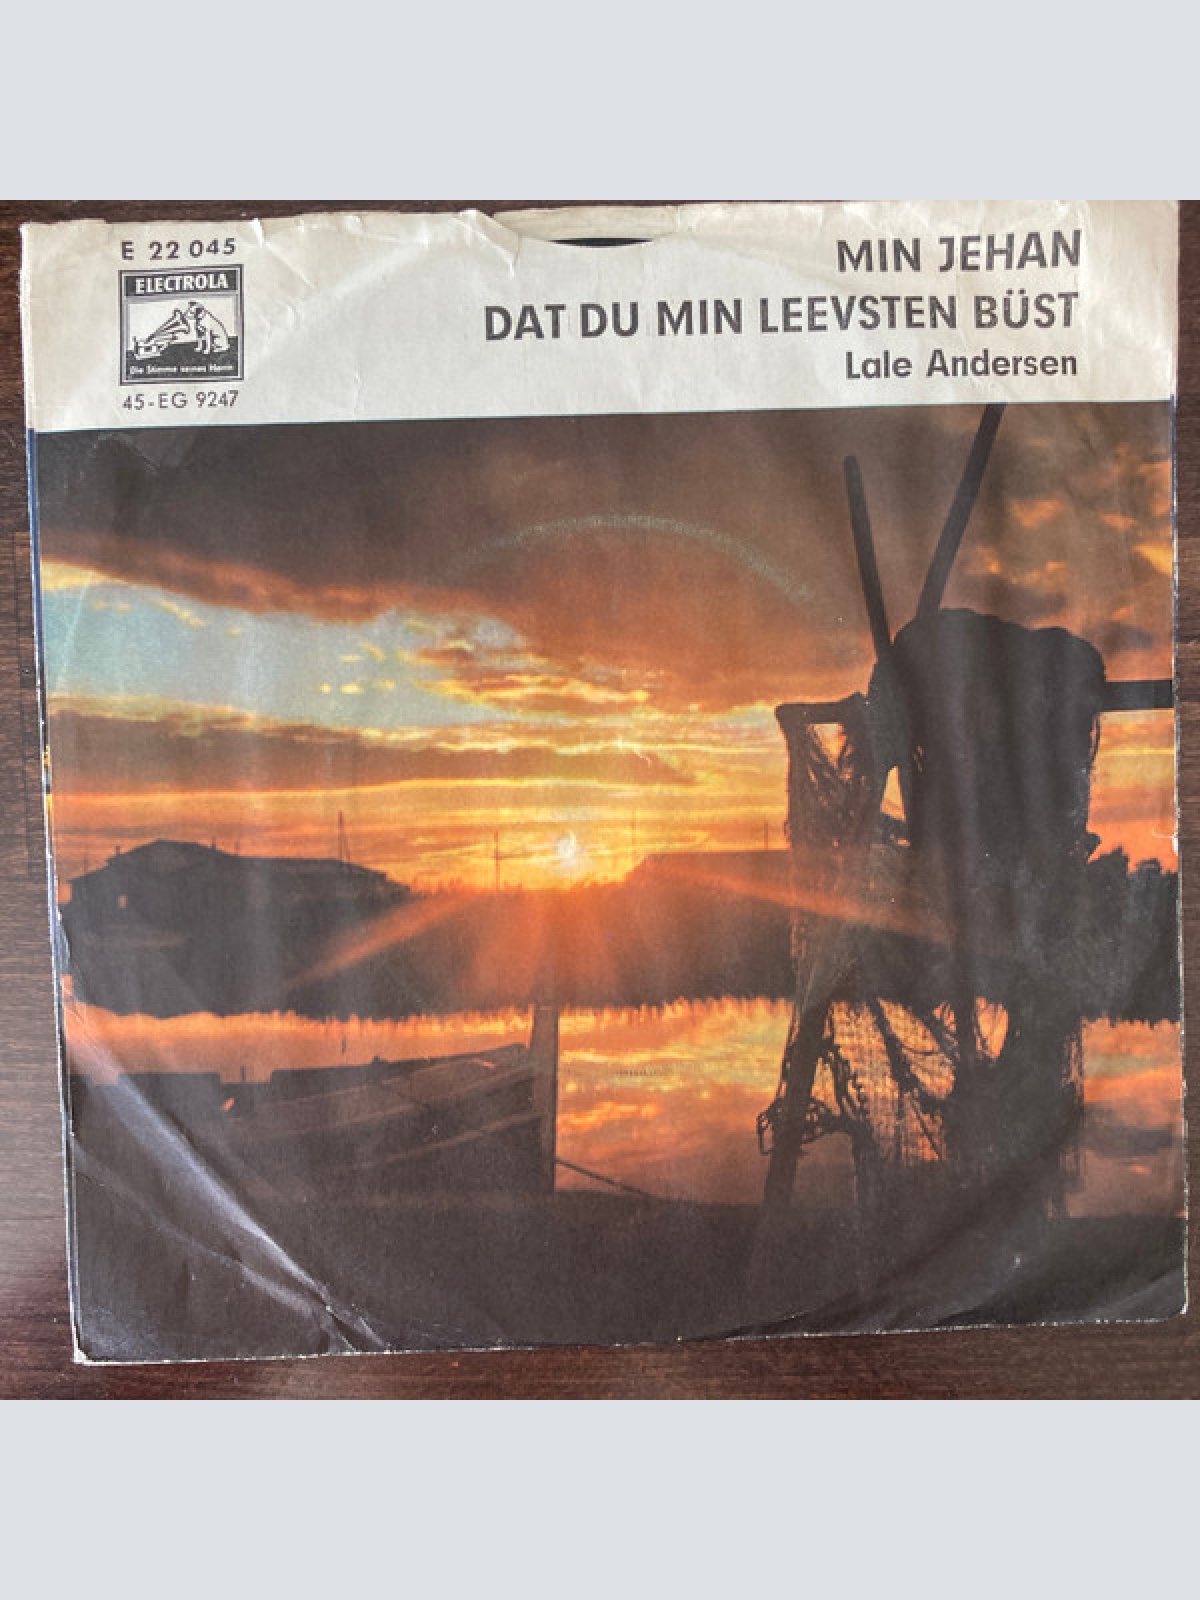 E 22 045
ELECTROLA
Die Stimme seines Herrn
45-EG 9247
MIN JEHAN
DAT DU MIN LEEVSTEN BÜST
Lale Andersen